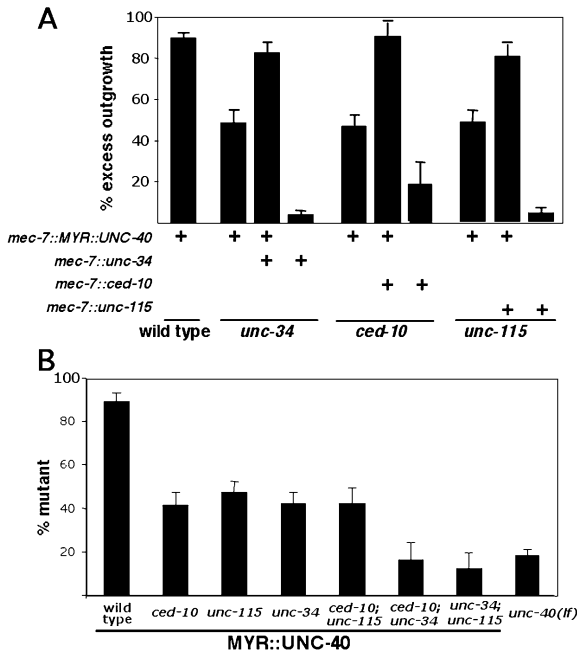 A
% excess outgrowth
100
80
60
40
20
mec-7::MYR::UNC-40 + + + + + + +
mec-7::unc-34 + +
mec-7::ced-10 + +
mec-7::unc-115 + +
wild type unc-34 ced-10 unc-115
B
% mutant
100
80
60
40
20
wild type ced-10 unc-115 unc-34 ced-10; unc-115 ced-10; unc-34 unc-34; unc-115 unc-40(lf)
MYR::UNC-40